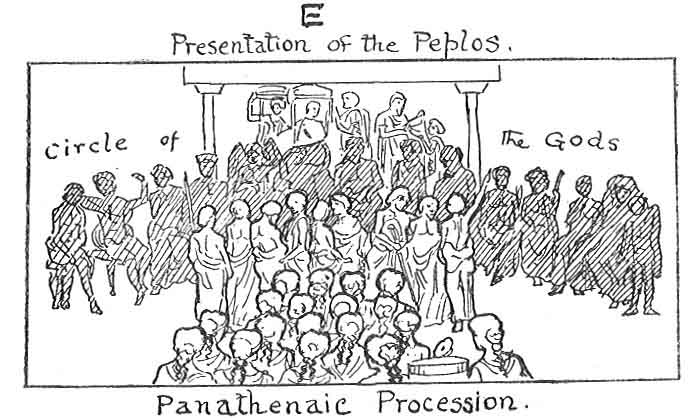 E
Presentation of the Peplos.
Circle of the Gods
Panathenaic Procession.